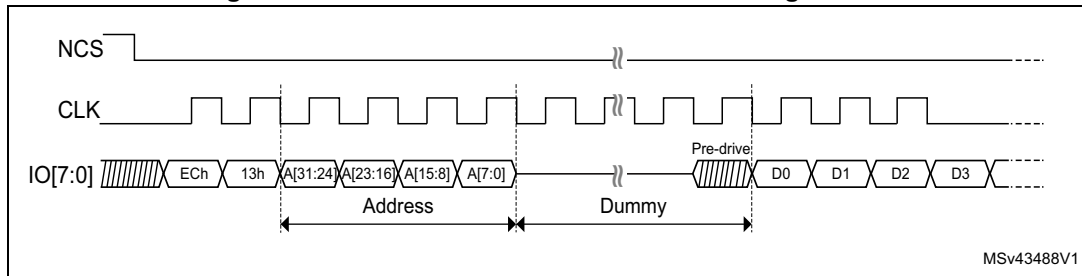 NCS
CLK
Pre-drive
IO[7:0] ECh 13h A[31:24] A[23:16] A[15:8] A[7:0] D0 D1 D2 D3
Address Dummy
MSv43488V1